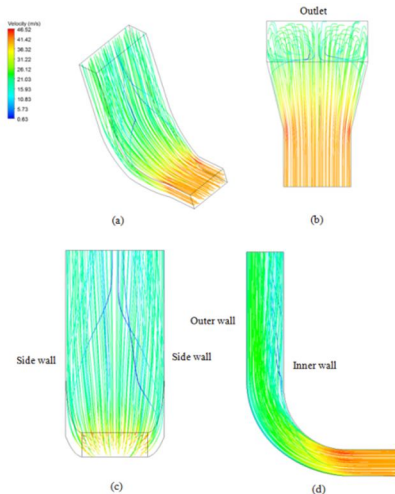 Velocity (m/s)
46.52
41.42
36.32
31.22
26.12
21.03
15.93
10.83
5.73
0.63
Outlet
(a)
(b)
Side wall
Side wall
(c)
Outer wall
Inner wall
(d)